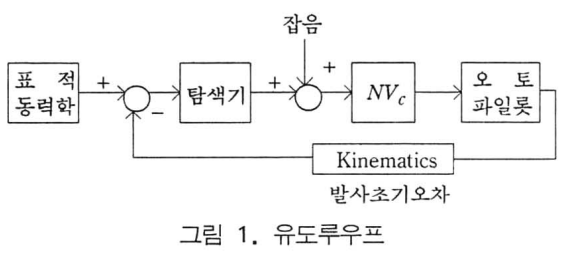 잡음
표 적
동력학
+
−
탐색기
+
+
NVc
오 토
파일롯
Kinematics
발사초기오차
그림 1. 유도루우프